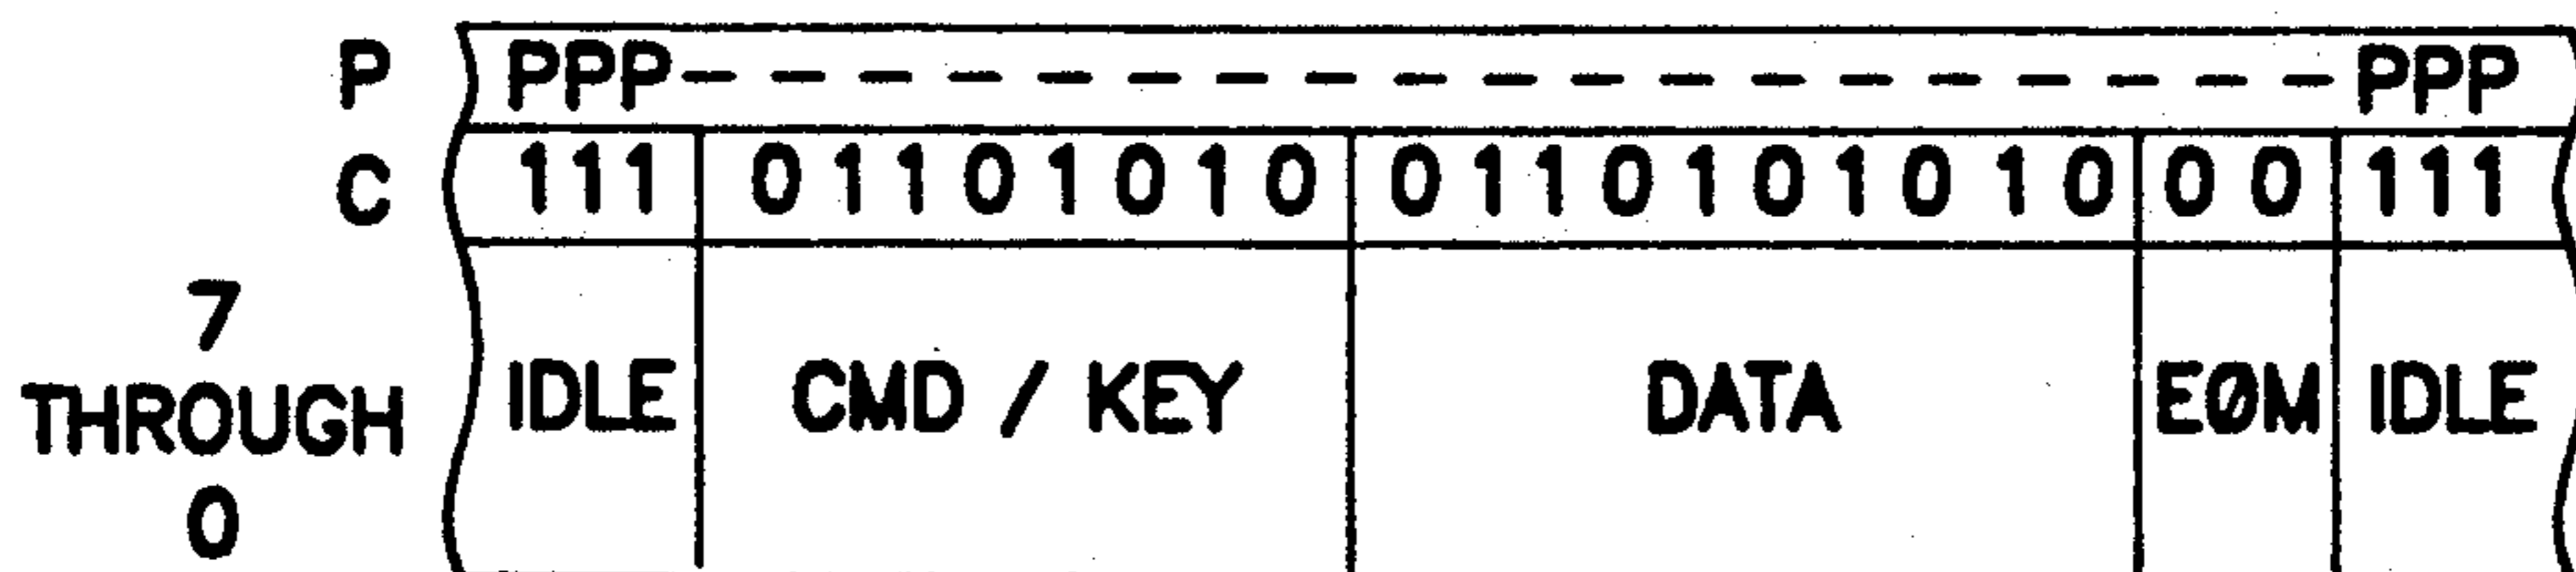 P PPP - - - - - - - - - - - - - - - - - - - PPP
C 111 01101010 0110101010 00 111
7
THROUGH
0
IDLE CMD / KEY DATA EØM IDLE